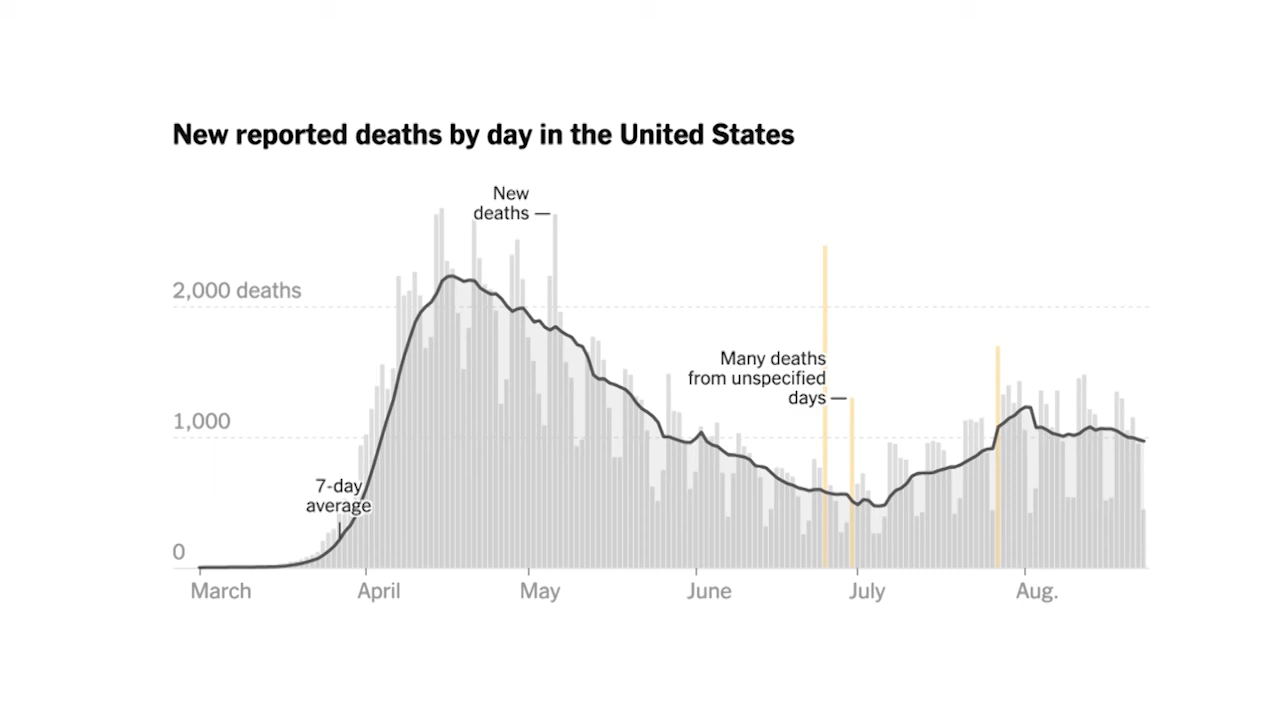 New reported deaths by day in the United States
New
deaths
2,000 deaths
Many deaths
from unspecified
days
1,000
7-day
average
0
March
April
May
June
July
Aug.